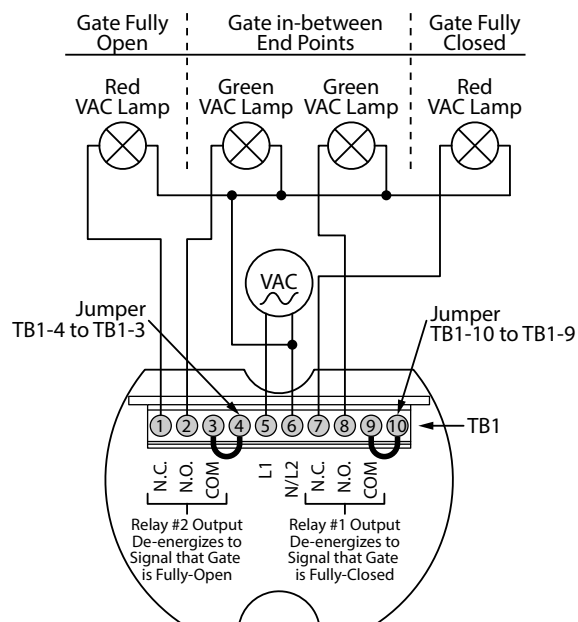 Gate Fully
Open
Gate in-between
End Points
Gate Fully
Closed
Red
VAC Lamp
Green
VAC Lamp
Green
VAC Lamp
Red
VAC Lamp
VAC
Jumper
TB1-4 to TB1-3
Jumper
TB1-10 to TB1-9
1 2 3 4 5 6 7 8 9 10
TB1
N.C.
N.O.
COM
L1
N/L2
N.C.
N.O.
COM
Relay #2 Output
De-energizes to
Signal that Gate
is Fully-Open
Relay #1 Output
De-energizes to
Signal that Gate
is Fully-Closed